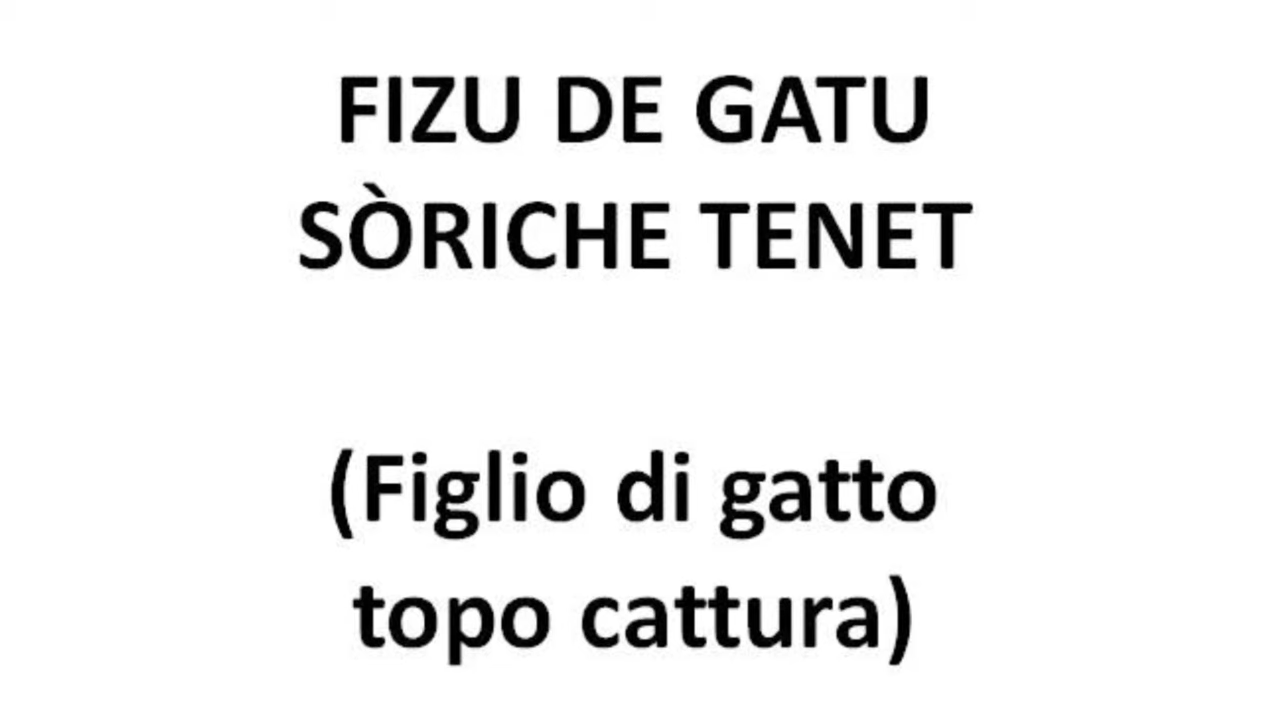 FIZU DE GATU
SÒRICHE TENET
(Figlio di gatto
topo cattura)